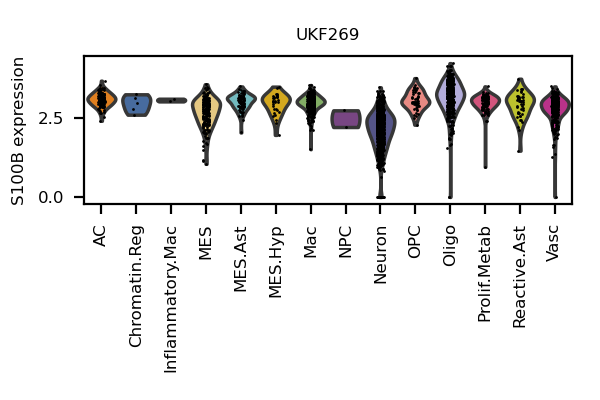 UKF269
S100B expression
2.5
0.0
AC
Chromatin.Reg
Inflammatory.Mac
MES
MES.Ast
MES.Hyp
Mac
NPC
Neuron
OPC
Oligo
Prolif.Metab
Reactive.Ast
Vasc